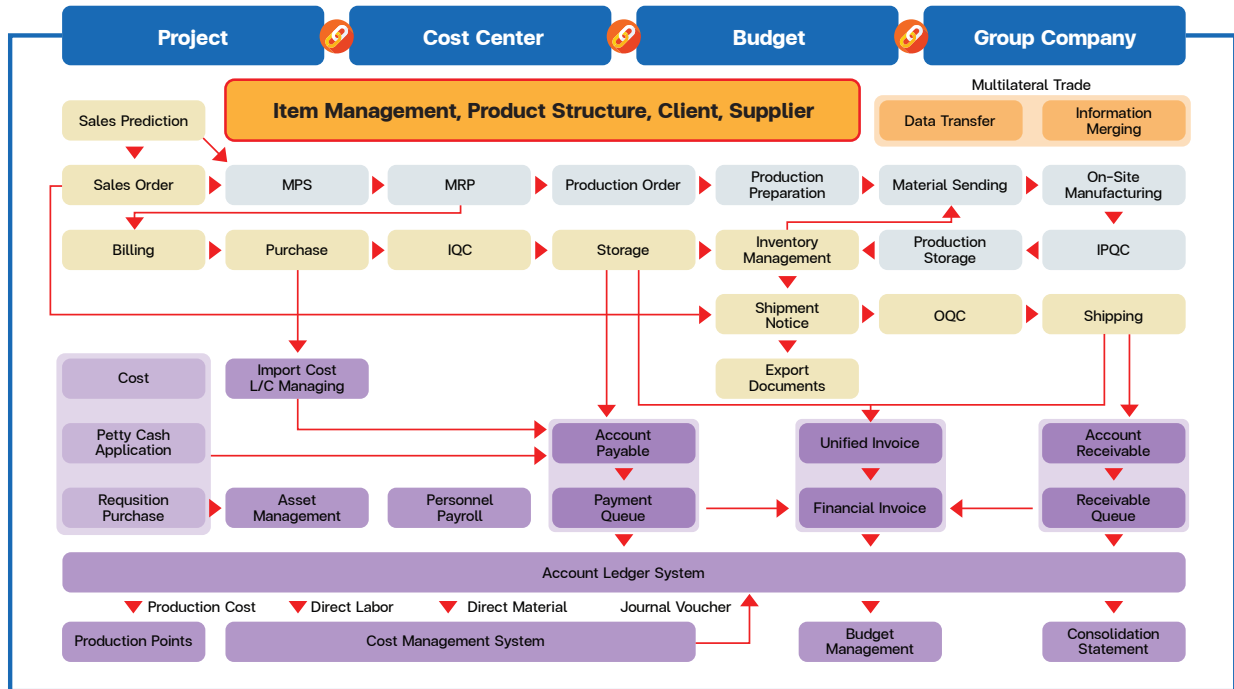 Project
Cost Center
Budget
Group Company
Item Management, Product Structure, Client, Supplier
Multilateral Trade
Data Transfer
Information
Merging
Sales Prediction
Sales Order
MPS
MRP
Production Order
Production
Preparation
Material Sending
On-Site
Manufacturing
Billing
Purchase
IQC
Storage
Inventory
Management
Production
Storage
IPQC
Shipment
Notice
OQC
Shipping
Cost
Import Cost
L/C Managing
Export
Documents
Petty Cash
Application
Account
Payable
Unified Invoice
Account
Receivable
Requsition
Purchase
Asset
Management
Personnel
Payroll
Payment
Queue
Financial Invoice
Receivable
Queue
Account Ledger System
Production Cost
Direct Labor
Direct Material
Journal Voucher
Production Points
Cost Management System
Budget
Management
Consolidation
Statement